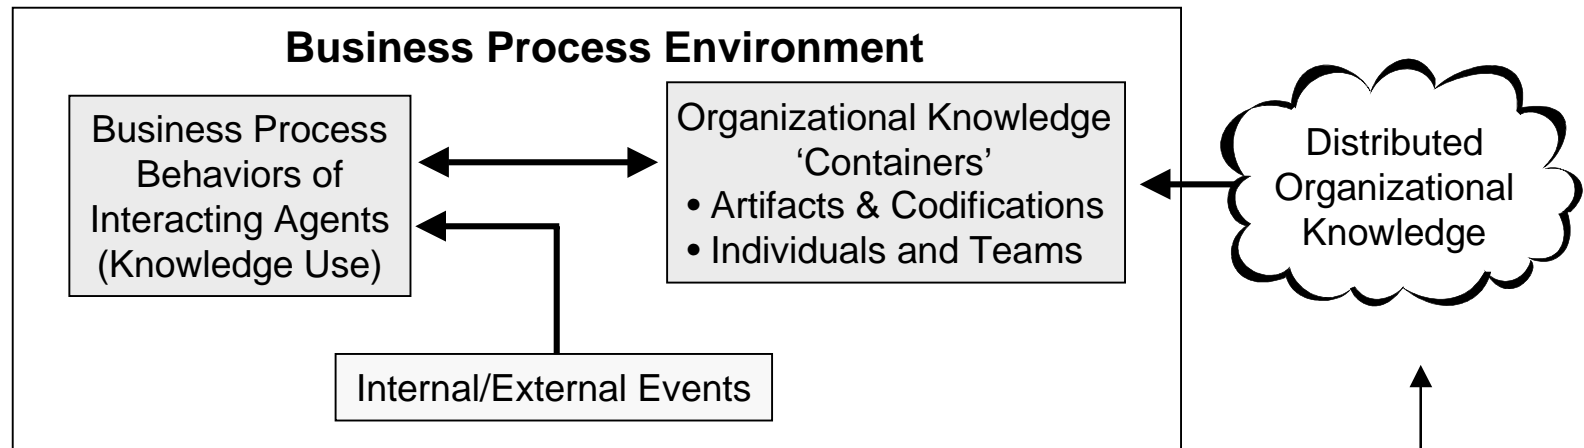 Business Process Environment
Business Process
Behaviors of
Interacting Agents
(Knowledge Use)
Organizational Knowledge
‘Containers’
• Artifacts & Codifications
• Individuals and Teams
Distributed
Organizational
Knowledge
Internal/External Events